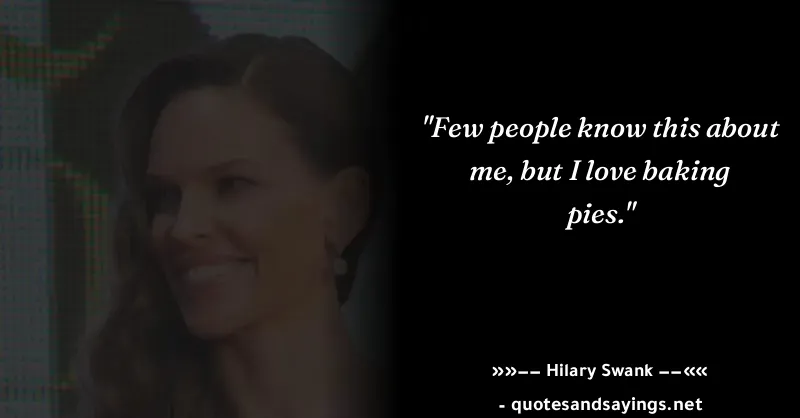 "Few people know this about
me, but I love baking
pies."
»»–– Hilary Swank ––««
- quotesandsayings.net